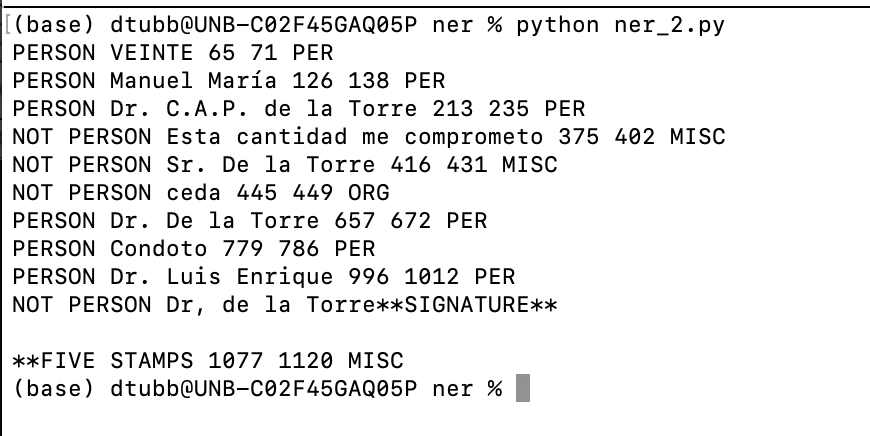 (base) dtubb@UNB-C02F45GAQ05P ner % python ner_2.py
PERSON VEINTE 65 71 PER
PERSON Manuel María 126 138 PER
PERSON Dr. C.A.P. de la Torre 213 235 PER
NOT PERSON Esta cantidad me comprometo 375 402 MISC
NOT PERSON Sr. De la Torre 416 431 MISC
NOT PERSON ceda 445 449 ORG
PERSON Dr. De la Torre 657 672 PER
PERSON Condoto 779 786 PER
PERSON Dr. Luis Enrique 996 1012 PER
NOT PERSON Dr, de la Torre**SIGNATURE**
**FIVE STAMPS 1077 1120 MISC
(base) dtubb@UNB-C02F45GAQ05P ner %